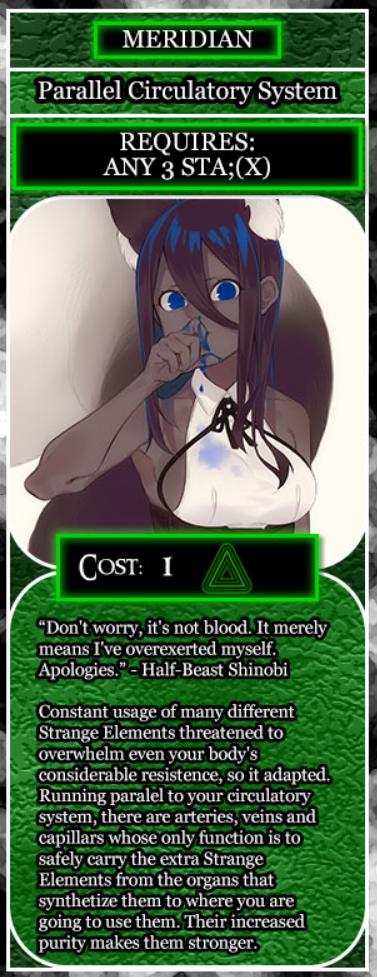 MERIDIAN
Parallel Circulatory System
REQUIRES:
ANY 3 STA;(X)
COST: 1
“Don't worry, it's not blood. It merely
means I've overexerted myself.
Apologies.” - Half-Beast Shinobi
Constant usage of many different
Strange Elements threatened to
overwhelm even your body's
considerable resistance, so it adapted.
Running paralel to your circulatory
system, there are arteries, veins and
capillars whose only function is to
safely carry the extra Strange
Elements from the organs that
synthetize them to where you are
going to use them. Their increased
purity makes them stronger.